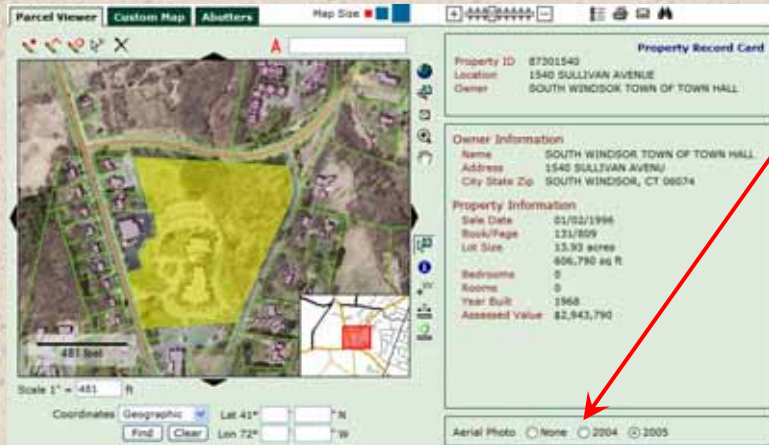 Parcel Viewer Custom Map Abutters Map Size
A
Property Record Card
Property ID 87301540
Location 1540 SULLIVAN AVENUE
Owner SOUTH WINDSOR TOWN OF TOWN HALL
Owner Information
Name SOUTH WINDSOR TOWN OF TOWN HALL
Address 1540 SULLIVAN AVENU
City State Zip SOUTH WINDSOR, CT 06074
Property Information
Sale Date 01/02/1996
Book/Page 131/809
Lot Size 13.93 acres
606,790 sq ft
Bedrooms 0
Rooms 0
Year Built 1968
Assessed Value $2,943,790
481 feet
Scale 1" = 481 ft
Coordinates Geographic Lat 41° ' " N
Find Clear Lon 72° ' " W
Aerial Photo None 2004 2005